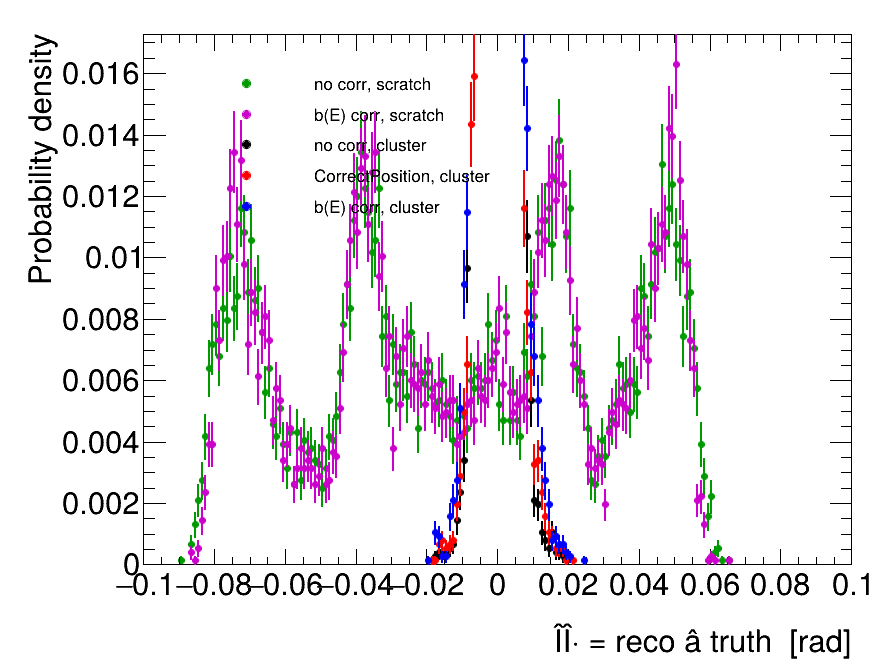 Probability density
0.016
0.014
0.012
0.01
0.008
0.006
0.004
0.002
0
no corr, scratch
b(E) corr, scratch
no corr, cluster
CorrectPosition, cluster
b(E) corr, cluster
−0.1 −0.08 −0.06 −0.04 −0.02 0 0.02 0.04 0.06 0.08 0.1
ÎÎ· = reco â truth [rad]